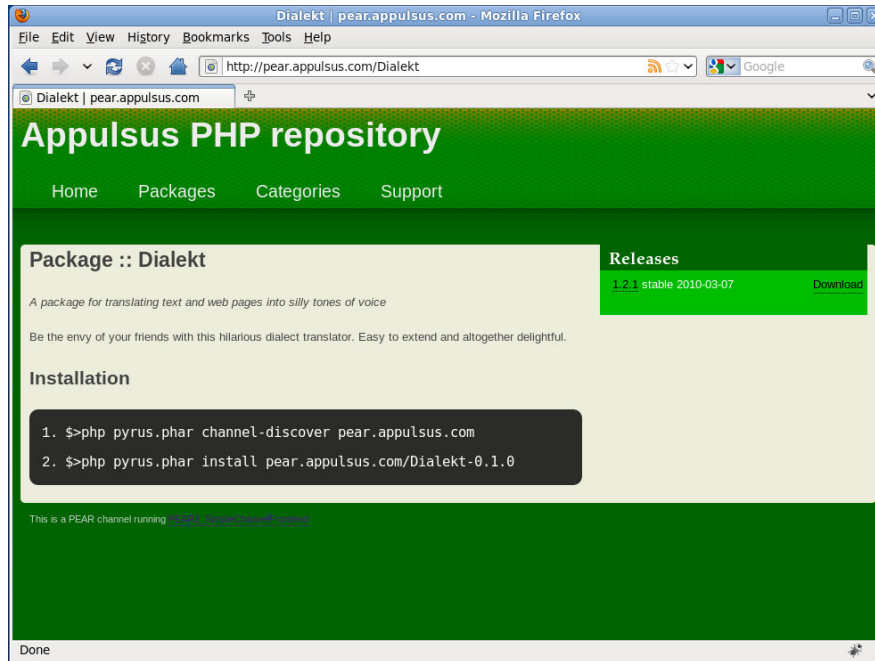 Dialekt | pear.appulsus.com - Mozilla Firefox
File Edit View History Bookmarks Tools Help
http://pear.appulsus.com/Dialekt
Google
Dialekt | pear.appulsus.com
Appulsus PHP repository
Home Packages Categories Support
Package :: Dialekt
A package for translating text and web pages into silly tones of voice
Be the envy of your friends with this hilarious dialect translator. Easy to extend and altogether delightful.
Installation
1. $>php pyrus.phar channel-discover pear.appulsus.com
2. $>php pyrus.phar install pear.appulsus.com/Dialekt-0.1.0
Releases
1.2.1 stable 2010-03-07 Download
This is a PEAR channel running
Done